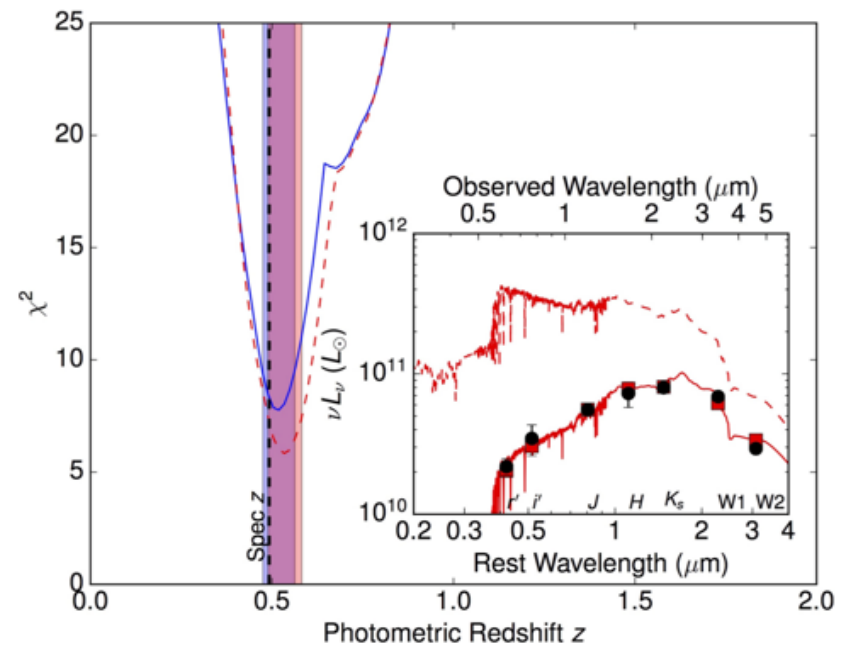 25
20
15
10
5
0
χ²
0.0 0.5 1.0 1.5 2.0
Photometric Redshift z
Spec z
Observed Wavelength (μm)
0.5 1 2 3 4 5
10¹²
10¹¹
10¹⁰
νLν (L⊙)
r′ i′ J H Kₛ W1 W2
0.2 0.3 0.5 1 2 3 4
Rest Wavelength (μm)